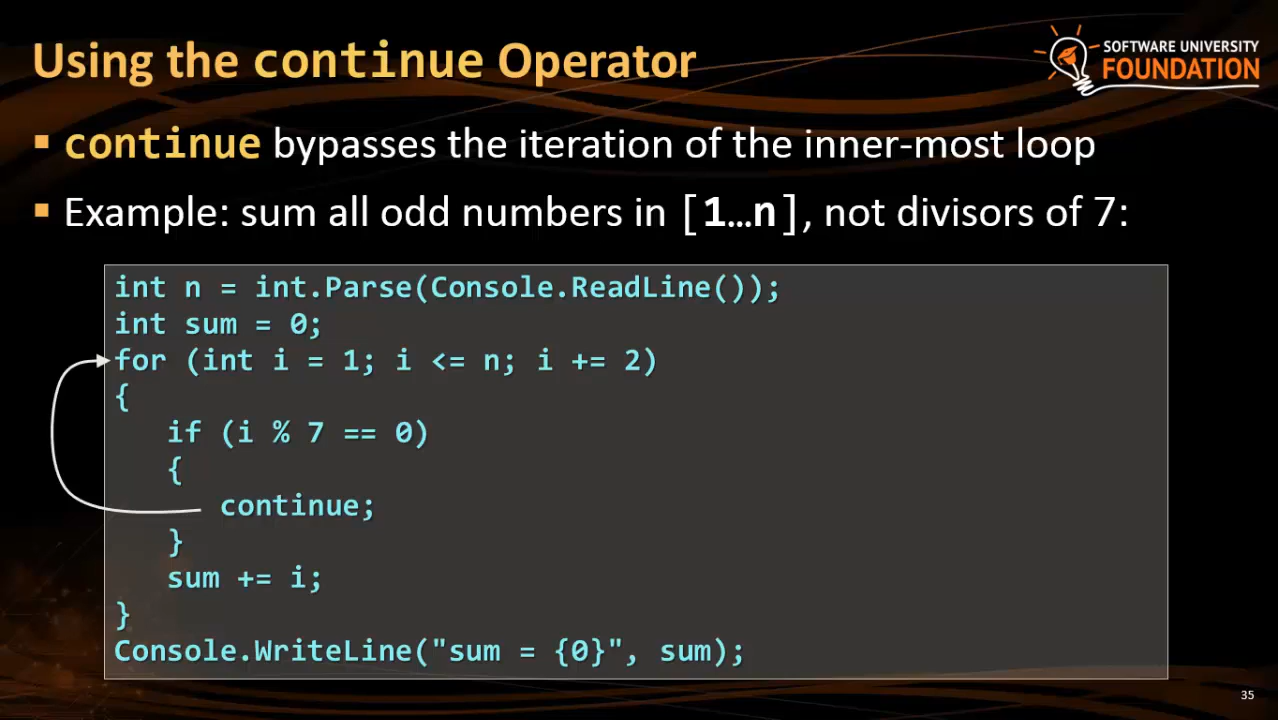 Using the continue Operator
SOFTWARE UNIVERSITY
FOUNDATION
continue bypasses the iteration of the inner-most loop
Example: sum all odd numbers in [1…n], not divisors of 7:
int n = int.Parse(Console.ReadLine());
int sum = 0;
for (int i = 1; i <= n; i += 2)
{
   if (i % 7 == 0)
   {
      continue;
   }
   sum += i;
}
Console.WriteLine("sum = {0}", sum);
35